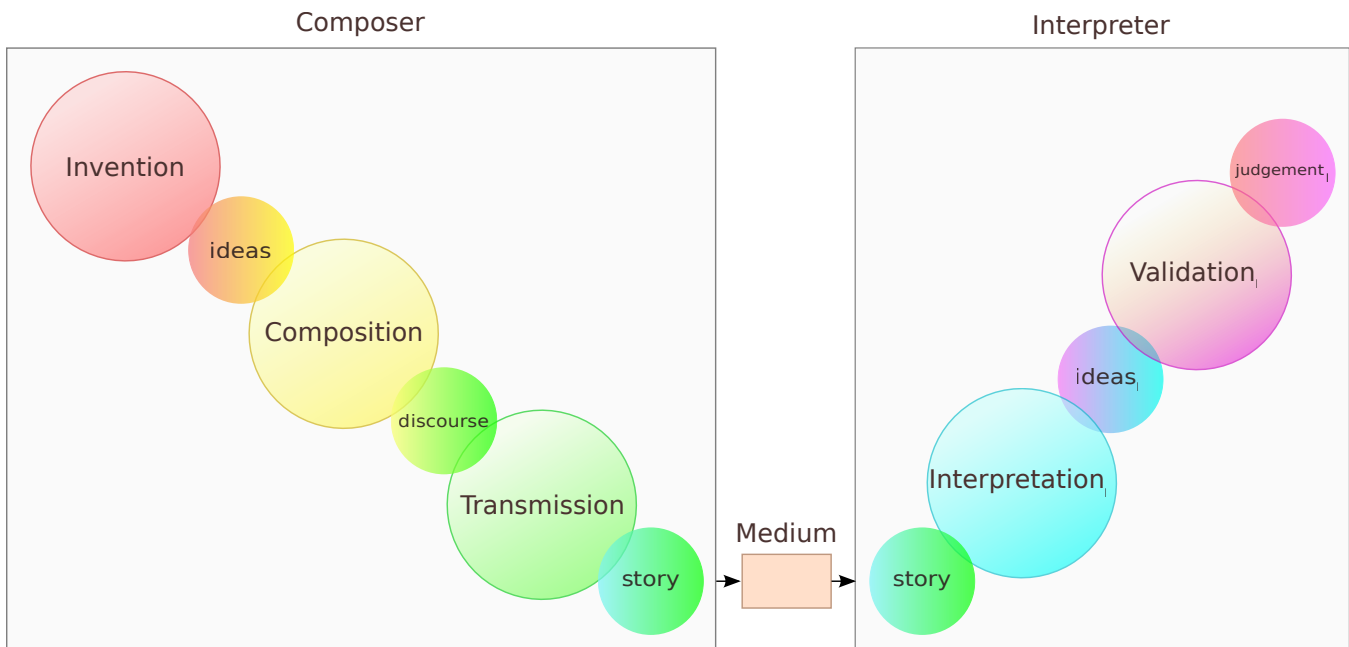 Composer
Invention
ideas
Composition
discourse
Transmission
story
Medium
Interpreter
judgement
Validation
ideas
Interpretation
story